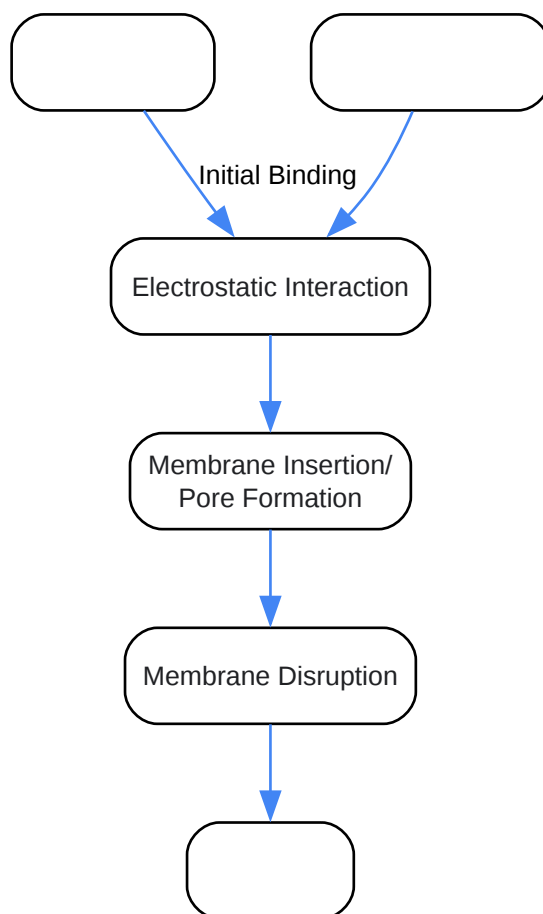 Initial Binding
Electrostatic Interaction
Membrane Insertion/
Pore Formation
Membrane Disruption